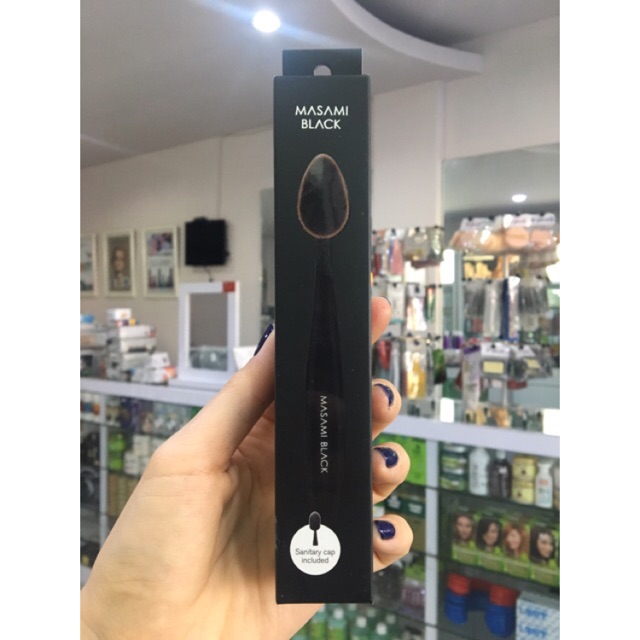 MASAMI
BLACK
MASAMI BLACK
Sanitary cap
included